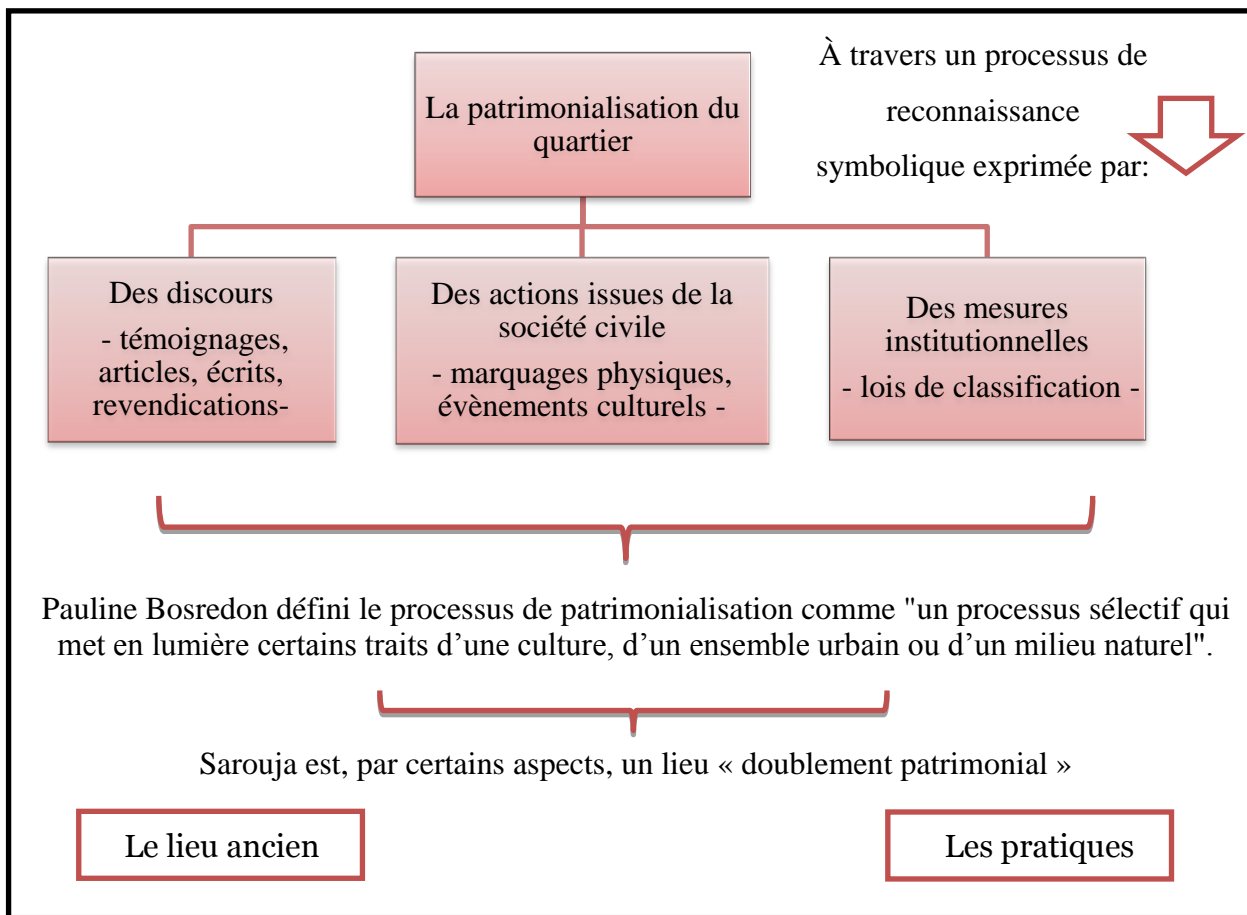 La patrimonialisation du
quartier
À travers un processus de
reconnaissance
symbolique exprimée par:
Des discours
- témoignages,
articles, écrits,
revendications-
Des actions issues de la
société civile
- marquages physiques,
évènements culturels -
Des mesures
institutionnelles
- lois de classification -
Pauline Bosredon défini le processus de patrimonialisation comme "un processus sélectif qui
met en lumière certains traits d’une culture, d’un ensemble urbain ou d’un milieu naturel".
Sarouja est, par certains aspects, un lieu « doublement patrimonial »
Le lieu ancien
Les pratiques